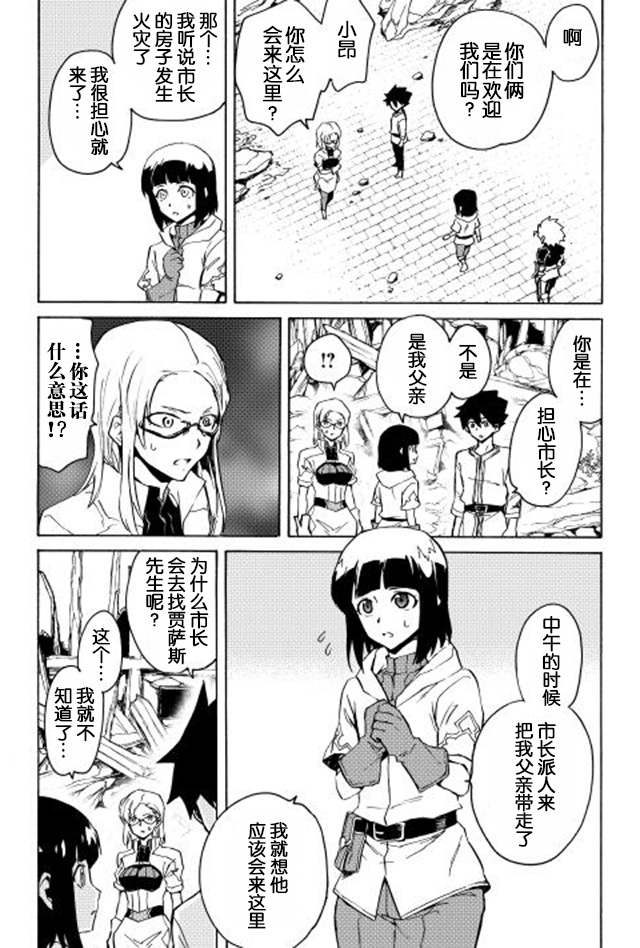 啊
你们俩
是在欢迎
我们吗？
小昂
你怎么
会来这里？
那个…
我听说市长
的房子发生
火灾了
我很担心就
来了…
你是在…
担心市长？
不是
是我父亲
!?
…你这话
什么意思!?
中午的时候
市长派人来
把我父亲带走了
我就想他
应该会来这里
为什么市长
会去找贾萨斯
先生呢？
这个…
我就不
知道了…